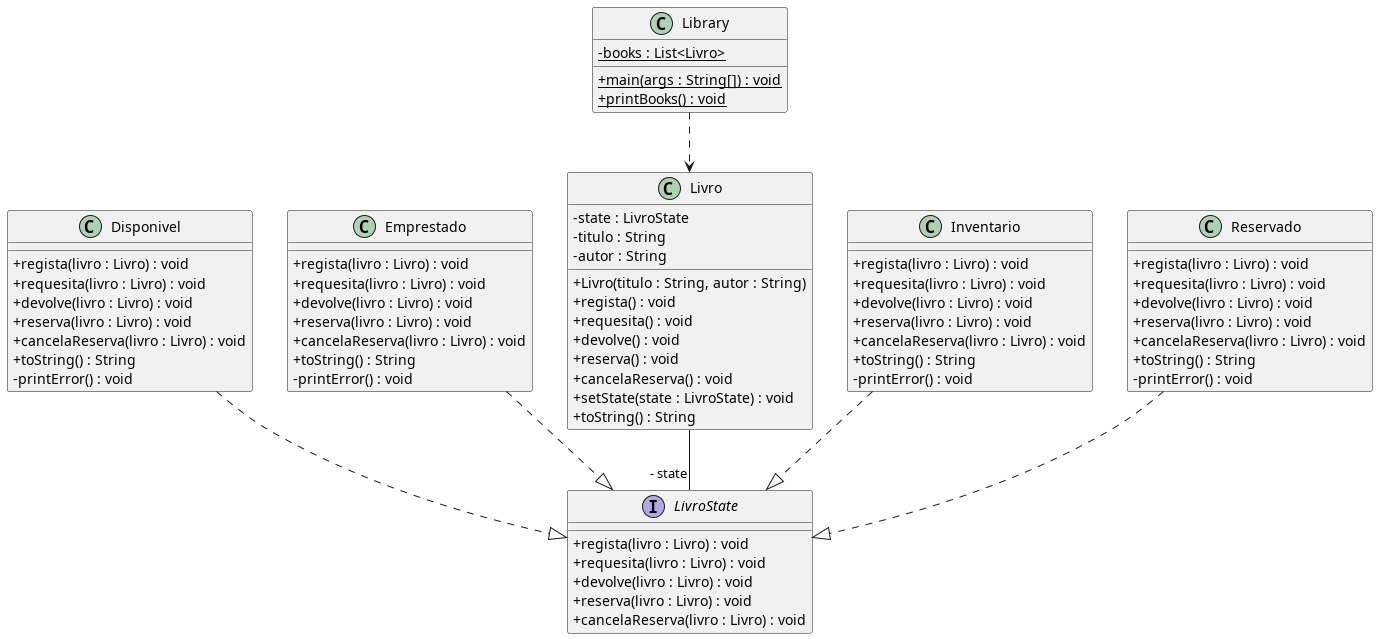 C Library
-books : List<Livro>
+main(args : String[]) : void
+printBooks() : void
C Disponivel
+regista(livro : Livro) : void
+requesita(livro : Livro) : void
+devolve(livro : Livro) : void
+reserva(livro : Livro) : void
+cancelaReserva(livro : Livro) : void
+toString() : String
-printError() : void
C Emprestado
+regista(livro : Livro) : void
+requesita(livro : Livro) : void
+devolve(livro : Livro) : void
+reserva(livro : Livro) : void
+cancelaReserva(livro : Livro) : void
+toString() : String
-printError() : void
C Livro
-state : LivroState
-titulo : String
-autor : String
+Livro(titulo : String, autor : String)
+regista() : void
+requesita() : void
+devolve() : void
+reserva() : void
+cancelaReserva() : void
+setState(state : LivroState) : void
+toString() : String
C Inventario
+regista(livro : Livro) : void
+requesita(livro : Livro) : void
+devolve(livro : Livro) : void
+reserva(livro : Livro) : void
+cancelaReserva(livro : Livro) : void
+toString() : String
-printError() : void
C Reservado
+regista(livro : Livro) : void
+requesita(livro : Livro) : void
+devolve(livro : Livro) : void
+reserva(livro : Livro) : void
+cancelaReserva(livro : Livro) : void
+toString() : String
-printError() : void
- state
I LivroState
+regista(livro : Livro) : void
+requesita(livro : Livro) : void
+devolve(livro : Livro) : void
+reserva(livro : Livro) : void
+cancelaReserva(livro : Livro) : void